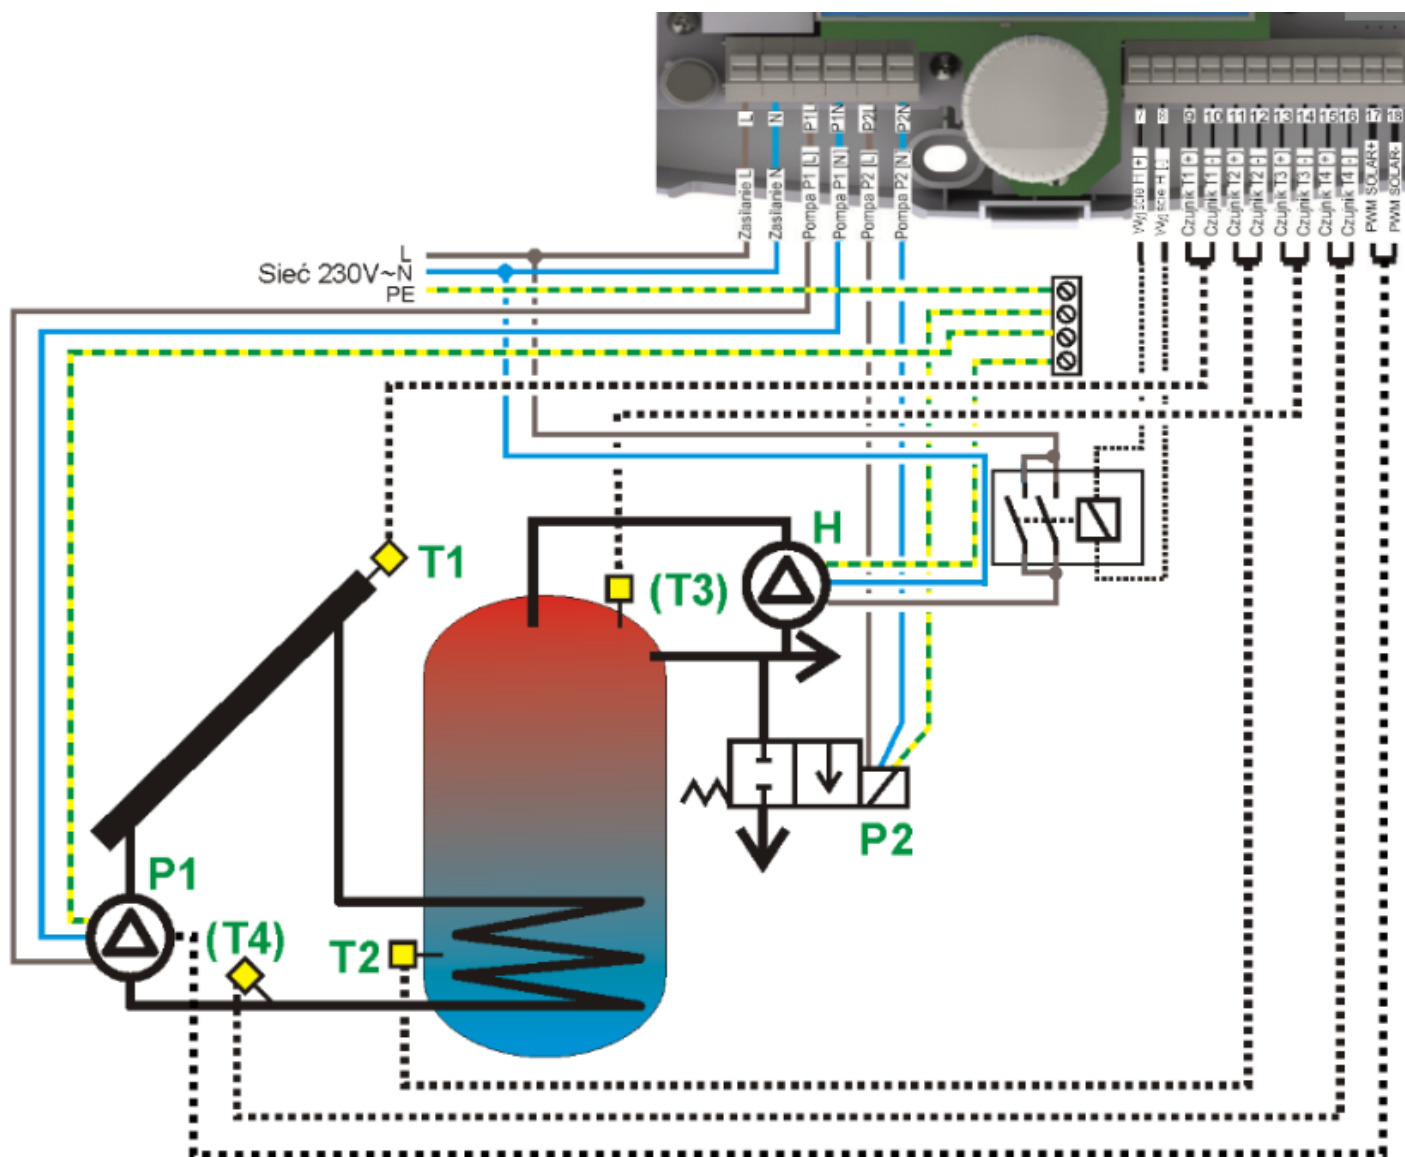 L
N
P1L
P1N
P2L
P2N
7
8
9
10
11
12
13
14
15
16
17
18
Zasilanie L
Zasilanie N
Pompa P1 [L]
Pompa P1 [N]
Pompa P2 [L]
Pompa P2 [N]
Wyjście H [+]
Wyjście H [-]
Czujnik T1 [+]
Czujnik T1 [-]
Czujnik T2 [+]
Czujnik T2 [-]
Czujnik T3 [+]
Czujnik T3 [-]
Czujnik T4 [+]
Czujnik T4 [-]
PWM SOLAR+
PWM SOLAR-
L
Sieć 230V~N
PE
H
T1
(T3)
P2
P1
(T4)
T2